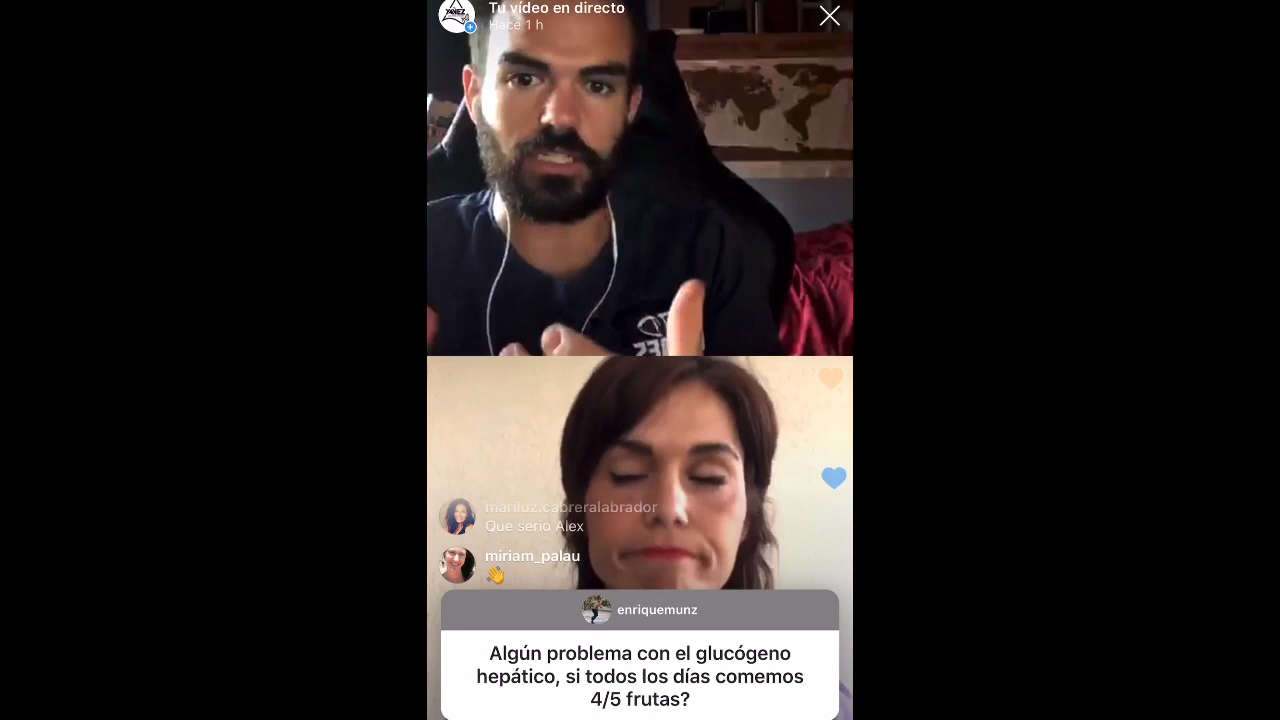 YAÑEZ
Tu vídeo en directo
Hace 1 h
mariluz.cabreralabrador
Que serio Alex
miriam_palau
👋
enriquemunz
Algún problema con el glucógeno
hepático, si todos los días comemos
4/5 frutas?